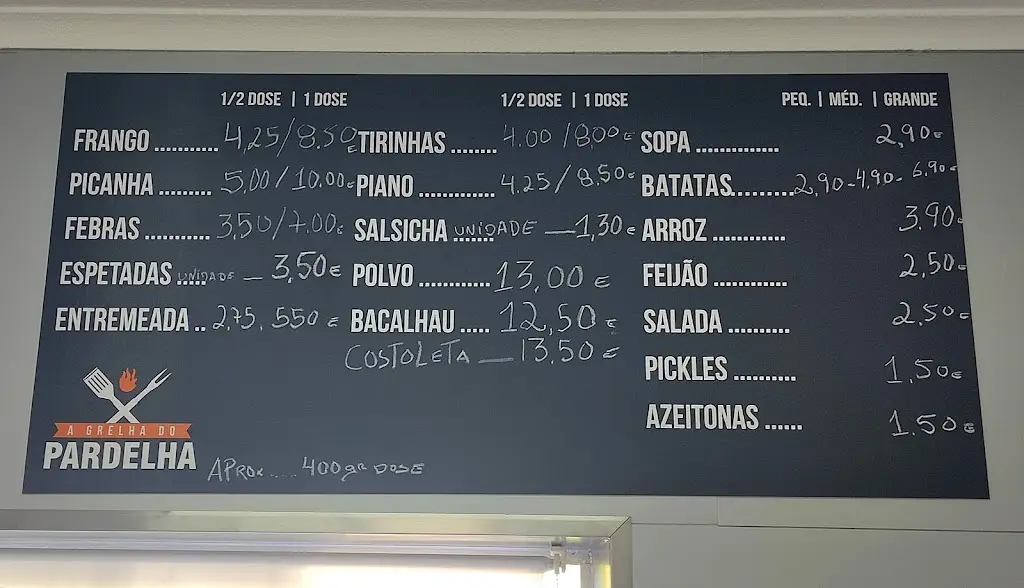 1/2 DOSE | 1 DOSE
FRANGO ........... 4,25/8.50€
PICANHA ......... 5,00/10.00€
FEBRAS ........... 3,50/7.00€
ESPETADAS ..... UNIDADE _ 3,50€
ENTREMEADA .. 2,75. 550€
1/2 DOSE | 1 DOSE
TIRINHAS ........ 4.00/8,00€
PIANO ............. 4.25/8,50€
SALSICHA ....... UNIDADE — 1,30€
POLVO ............ 13,00€
BACALHAU ..... 12,50€
COSTOLETA — 13.50€
PEQ. | MÉD. | GRANDE
SOPA .............. 2,90€
BATATAS.......... 2,90-4,90-6,90€
ARROZ ............ 3,90€
FEIJÃO ............ 2,50€
SALADA .......... 2,50€
PICKLES .......... 1,50€
AZEITONAS ...... 1.50€
A GRELHA DO
PARDELHA
APROX .... 400gr DOSE